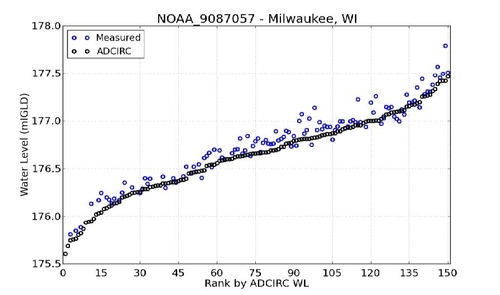 NOAA_9087057 - Milwaukee, WI
178.0
Measured
ADCIRC
177.5
177.0
176.5
176.0
175.5
Water Level (mIGLD)
0 15 30 45 60 75 90 105 120 135 150
Rank by ADCIRC WL